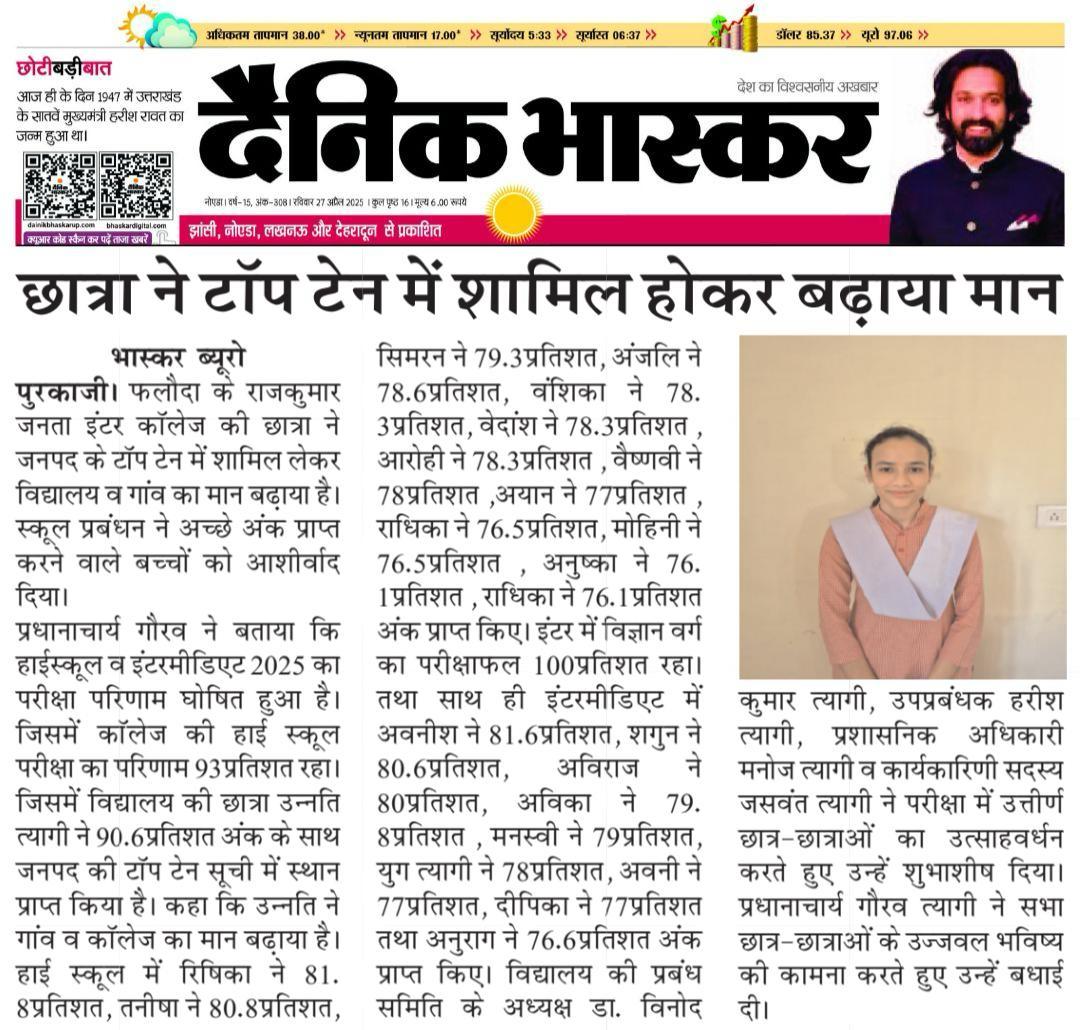 अधिकतम तापमान 38.00° >> न्यूनतम तापमान 17.00° >> सूर्योदय 5:33 >> सूर्यास्त 06:37 >>
डॉलर 85.37 >> यूरो 97.06 >>
छोटीबड़ीबात
आज ही के दिन 1947 में उत्तराखंड
के सातवें मुख्यमंत्री हरीश रावत का
जन्म हुआ था।
dainikbhaskarup.com bhaskardigital.com
क्यूआर कोड स्कैन कर पढ़ें ताजा खबरें
देश का विश्वसनीय अखबार
दैनिक भास्कर
नोएडा। वर्ष-15, अंक-308। रविवार 27 अप्रैल 2025 । कुल पृष्ठ 16। मूल्य 6.00 रूपये
झांसी, नोएडा, लखनऊ और देहरादून से प्रकाशित
छात्रा ने टॉप टेन में शामिल होकर बढ़ाया मान
भास्कर ब्यूरो
पुरकाजी। फलौदा के राजकुमार
जनता इंटर कॉलेज की छात्रा ने
जनपद के टॉप टेन में शामिल लेकर
विद्यालय व गांव का मान बढ़ाया है।
स्कूल प्रबंधन ने अच्छे अंक प्राप्त
करने वाले बच्चों को आशीर्वाद
दिया।
प्रधानाचार्य गौरव ने बताया कि
हाईस्कूल व इंटरमीडिएट 2025 का
परीक्षा परिणाम घोषित हुआ है।
जिसमें कॉलेज की हाई स्कूल
परीक्षा का परिणाम 93प्रतिशत रहा।
जिसमें विद्यालय की छात्रा उन्नति
त्यागी ने 90.6प्रतिशत अंक के साथ
जनपद की टॉप टेन सूची में स्थान
प्राप्त किया है। कहा कि उन्नति ने
गांव व कॉलेज का मान बढ़ाया है।
हाई स्कूल में रिषिका ने 81.
8प्रतिशत, तनीषा ने 80.8प्रतिशत,
सिमरन ने 79.3प्रतिशत, अंजलि ने
78.6प्रतिशत, वंशिका ने 78.
3प्रतिशत, वेदांश ने 78.3प्रतिशत ,
आरोही ने 78.3प्रतिशत , वैष्णवी ने
78प्रतिशत ,अयान ने 77प्रतिशत ,
राधिका ने 76.5प्रतिशत, मोहिनी ने
76.5प्रतिशत , अनुष्का ने 76.
1प्रतिशत , राधिका ने 76.1प्रतिशत
अंक प्राप्त किए। इंटर में विज्ञान वर्ग
का परीक्षाफल 100प्रतिशत रहा।
तथा साथ ही इंटरमीडिएट में
अवनीश ने 81.6प्रतिशत, शगुन ने
80.6प्रतिशत, अविराज ने
80प्रतिशत, अविका ने 79.
8प्रतिशत , मनस्वी ने 79प्रतिशत,
युग त्यागी ने 78प्रतिशत, अवनी ने
77प्रतिशत, दीपिका ने 77प्रतिशत
तथा अनुराग ने 76.6प्रतिशत अंक
प्राप्त किए। विद्यालय की प्रबंध
समिति के अध्यक्ष डा. विनोद
कुमार त्यागी, उपप्रबंधक हरीश
त्यागी, प्रशासनिक अधिकारी
मनोज त्यागी व कार्यकारिणी सदस्य
जसवंत त्यागी ने परीक्षा में उत्तीर्ण
छात्र-छात्राओं का उत्साहवर्धन
करते हुए उन्हें शुभाशीष दिया।
प्रधानाचार्य गौरव त्यागी ने सभा
छात्र-छात्राओं के उज्जवल भविष्य
की कामना करते हुए उन्हें बधाई
दी।